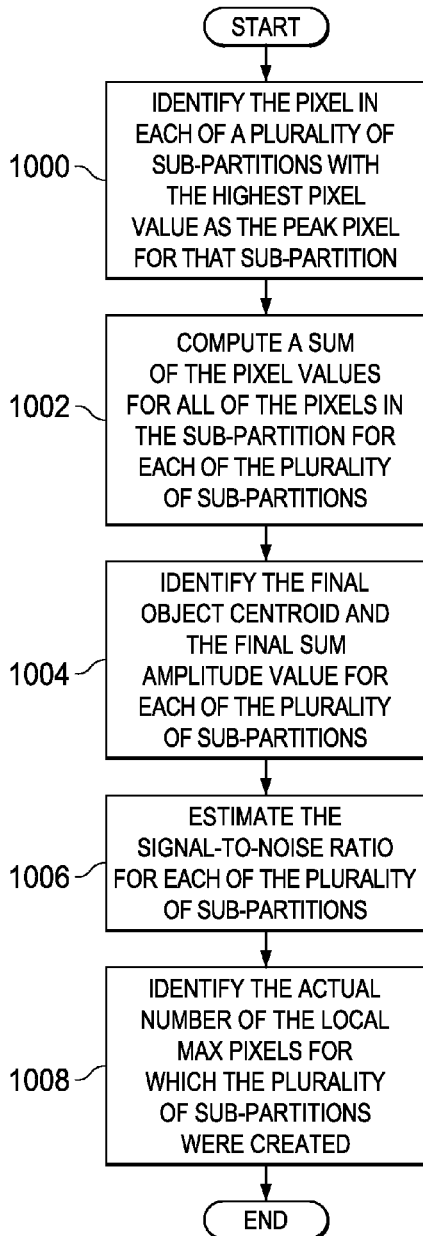 START
1000
IDENTIFY THE PIXEL IN
EACH OF A PLURALITY OF
SUB-PARTITIONS WITH
THE HIGHEST PIXEL
VALUE AS THE PEAK PIXEL
FOR THAT SUB-PARTITION
1002
COMPUTE A SUM
OF THE PIXEL VALUES
FOR ALL OF THE PIXELS IN
THE SUB-PARTITION FOR
EACH OF THE PLURALITY
OF SUB-PARTITIONS
1004
IDENTIFY THE FINAL
OBJECT CENTROID AND
THE FINAL SUM
AMPLITUDE VALUE FOR
EACH OF THE PLURALITY
OF SUB-PARTITIONS
1006
ESTIMATE THE
SIGNAL-TO-NOISE RATIO
FOR EACH OF THE PLURALITY
OF SUB-PARTITIONS
1008
IDENTIFY THE ACTUAL
NUMBER OF THE LOCAL
MAX PIXELS FOR
WHICH THE PLURALITY
OF SUB-PARTITIONS
WERE CREATED
END